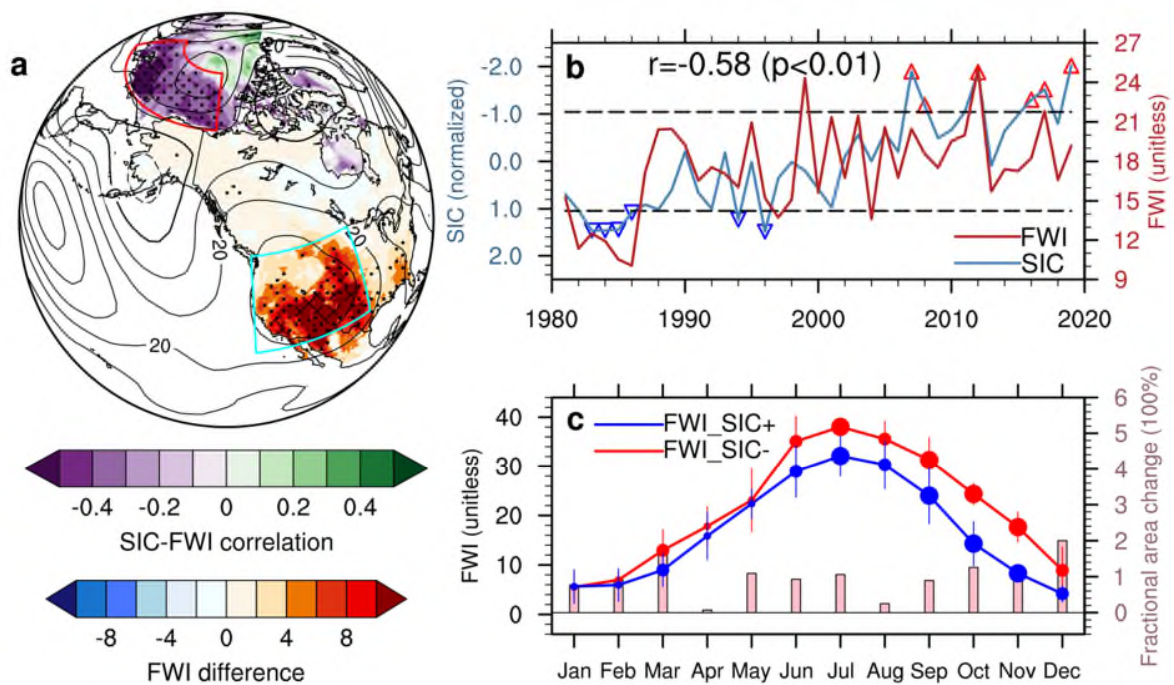 a
20
20
20
20
-0.4 -0.2 0 0.2 0.4
SIC-FWI correlation
-8 -4 0 4 8
FWI difference
b
r=-0.58 (p<0.01)
SIC (normalized)
-2.0
-1.0
0.0
1.0
2.0
FWI (unitless)
27
24
21
18
15
12
9
FWI
SIC
1980 1990 2000 2010 2020
c
FWI_SIC+
FWI_SIC-
FWI (unitless)
40
30
20
10
0
Fractional area change (100%)
6
5
4
3
2
1
0
Jan Feb Mar Apr May Jun Jul Aug Sep Oct Nov Dec